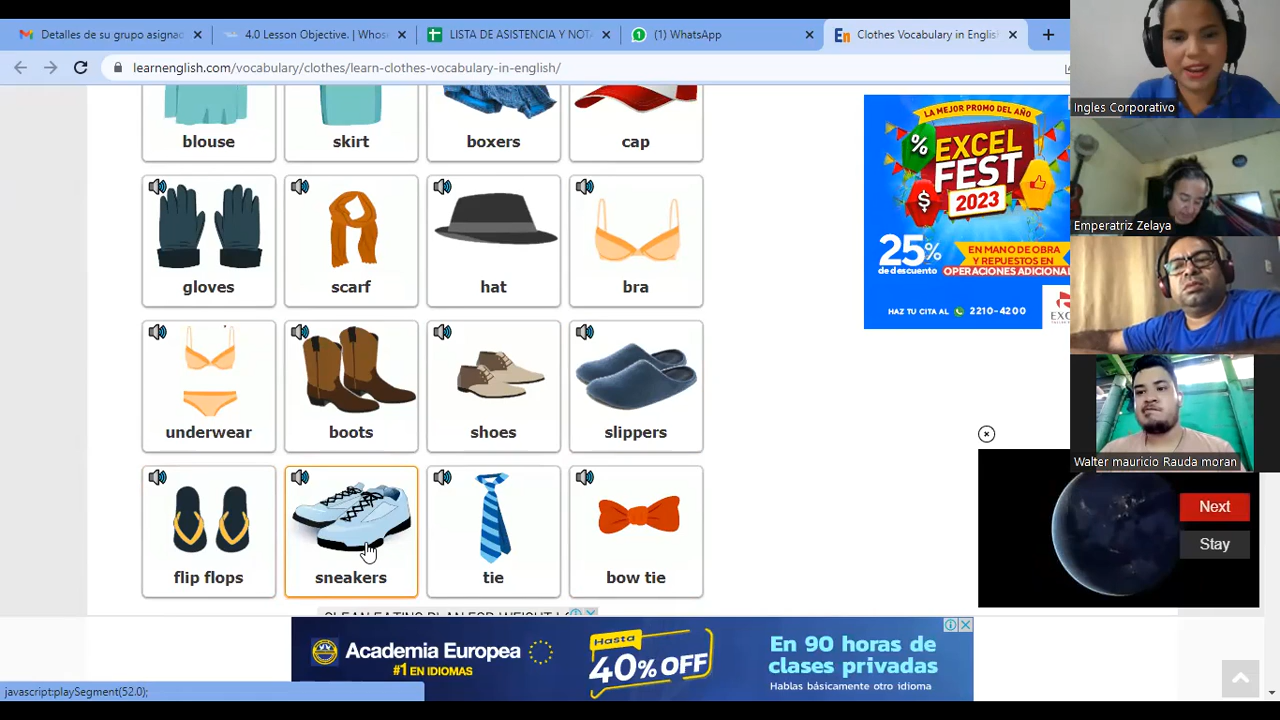 Detalles de su grupo asignac
4.0 Lesson Objective. | Whos
LISTA DE ASISTENCIA Y NOTA
(1) WhatsApp
Clothes Vocabulary in English
learnenglish.com/vocabulary/clothes/learn-clothes-vocabulary-in-english/
blouse
skirt
boxers
cap
gloves
scarf
hat
bra
underwear
boots
shoes
slippers
flip flops
sneakers
tie
bow tie
LA MEJOR PROMO DEL AÑO
EXCEL
FEST
2023
25%
de descuento
EN MANO DE OBRA
Y REPUESTOS EN
OPERACIONES ADICIONAL
HAZ TU CITA AL 2210-4200
Ingles Corporativo
Emperatriz Zelaya
Walter mauricio Rauda moran
Next
Stay
Academia Europea
#1 EN IDIOMAS
Hasta
40% OFF
En 90 horas de
clases privadas
Hablas básicamente otro idioma
javascript:playSegment(52.0);